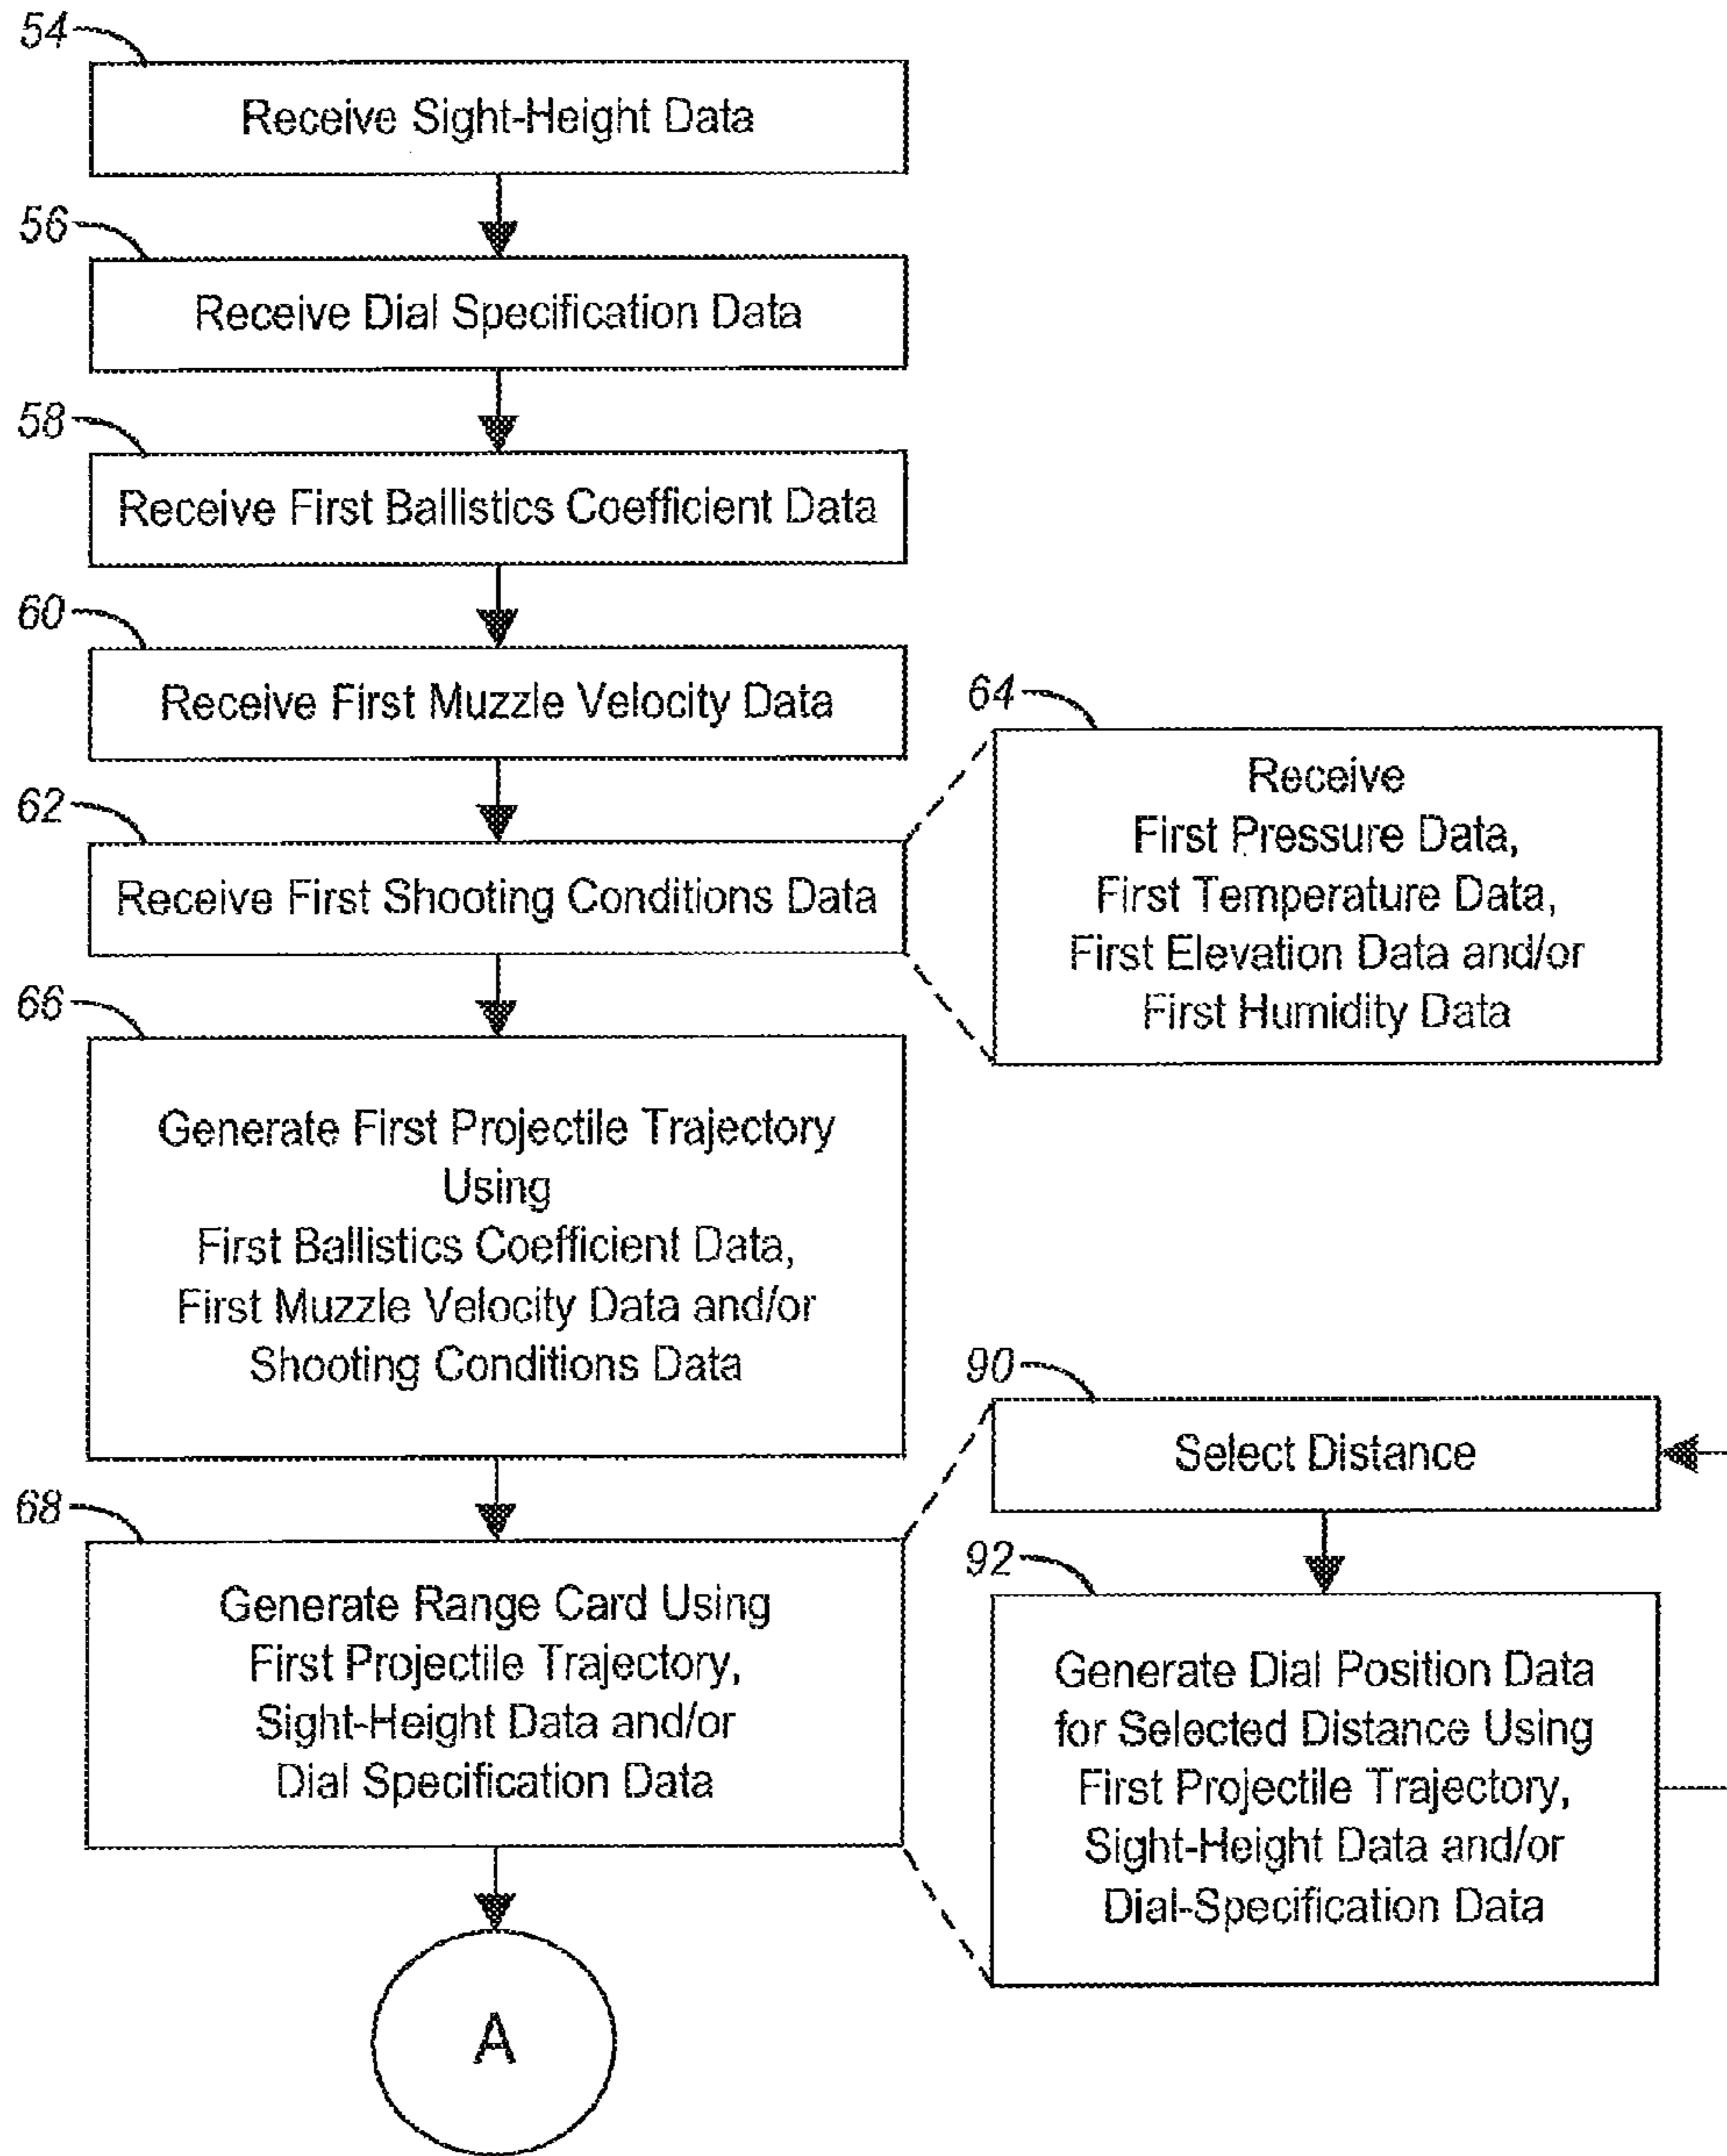 54
Receive Sight-Height Data
56
Receive Dial Specification Data
58
Receive First Ballistics Coefficient Data
60
Receive First Muzzle Velocity Data
62
Receive First Shooting Conditions Data
64
Receive
First Pressure Data,
First Temperature Data,
First Elevation Data and/or
First Humidity Data
66
Generate First Projectile Trajectory
Using
First Ballistics Coefficient Data,
First Muzzle Velocity Data and/or
Shooting Conditions Data
68
Generate Range Card Using
First Projectile Trajectory,
Sight-Height Data and/or
Dial Specification Data
90
Select Distance
92
Generate Dial Position Data
for Selected Distance Using
First Projectile Trajectory,
Sight-Height Data and/or
Dial-Specification Data
A